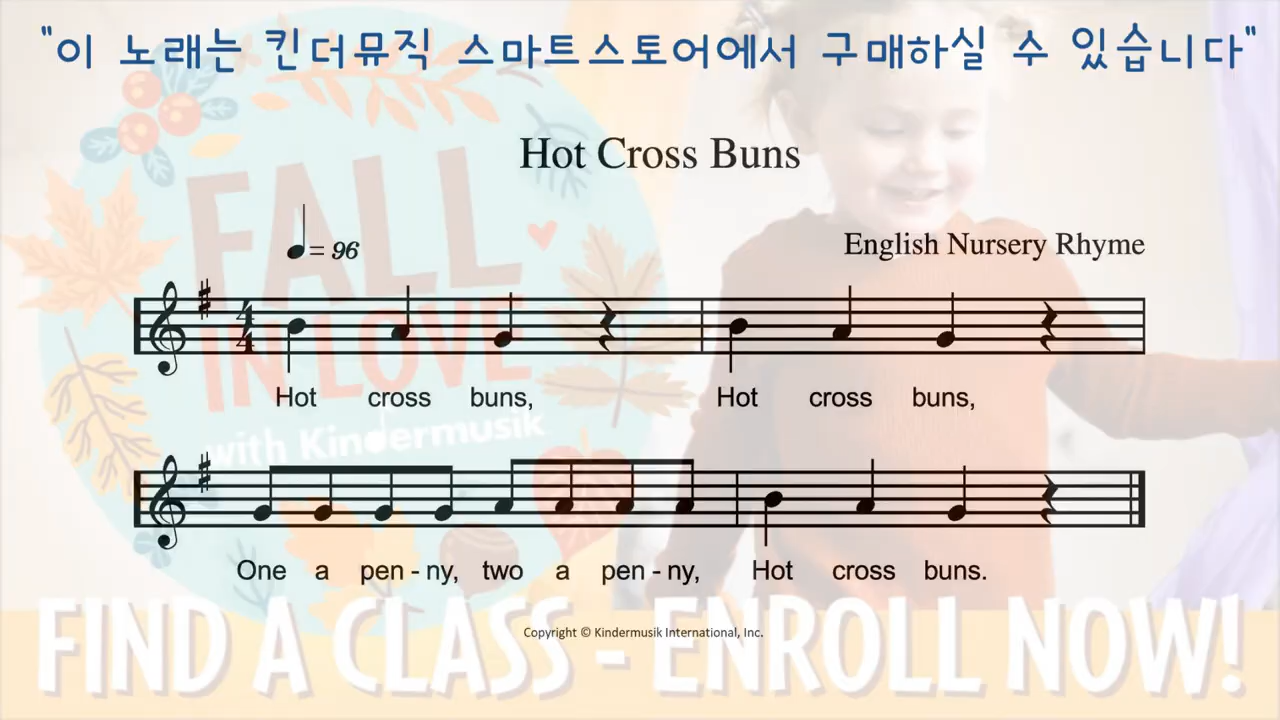 "이 노래는 킨더뮤직 스마트스토어에서 구매하실 수 있습니다"
Hot Cross Buns
= 96
English Nursery Rhyme
4
4
Hot cross buns, Hot cross buns,
One a pen - ny, two a pen - ny, Hot cross buns.
FALL
IN LOVE
with Kindermusik
Copyright © Kindermusik International, Inc.
FIND A CLASS - ENROLL NOW!